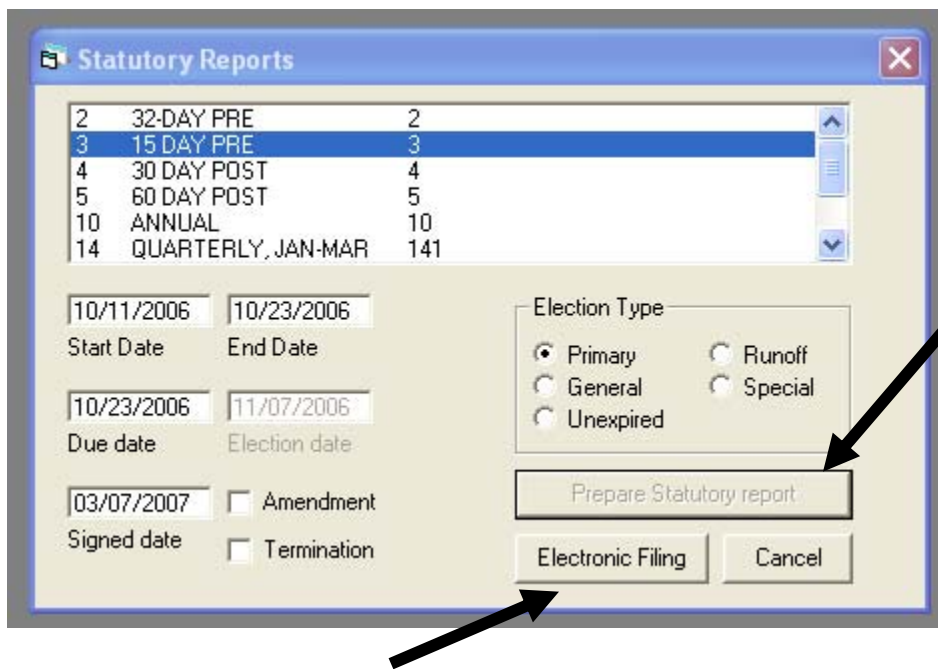 Statutory Reports
2 32-DAY PRE 2
3 15 DAY PRE 3
4 30 DAY POST 4
5 60 DAY POST 5
10 ANNUAL 10
14 QUARTERLY, JAN-MAR 141
10/11/2006 10/23/2006
Start Date End Date
10/23/2006 11/07/2006
Due date Election date
03/07/2007 Amendment
Signed date Termination
Election Type
Primary Runoff
General Special
Unexpired
Prepare Statutory report
Electronic Filing Cancel